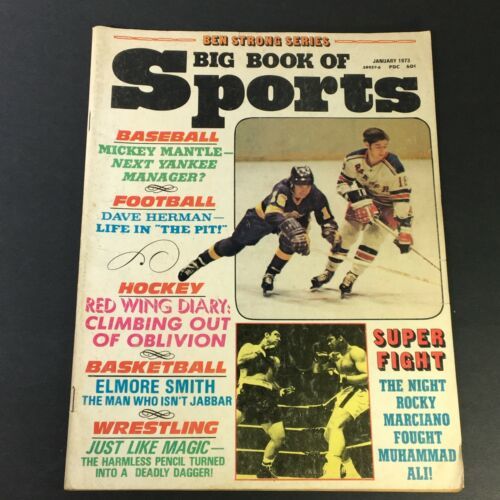 BEN STRONG SERIES
BIG BOOK OF
Sports
JANUARY 1973
PDC 60¢
BASEBALL
MICKEY MANTLE—
NEXT YANKEE
MANAGER?
FOOTBALL
DAVE HERMAN—
LIFE IN "THE PIT!"
HOCKEY
RED WING DIARY:
CLIMBING OUT
OF OBLIVION
BASKETBALL
ELMORE SMITH
THE MAN WHO ISN'T JABBAR
WRESTLING
JUST LIKE MAGIC—
THE HARMLESS PENCIL TURNED
INTO A DEADLY DAGGER!
SUPER
FIGHT
THE NIGHT
ROCKY
MARCIANO
FOUGHT
MUHAMMAD
ALI!